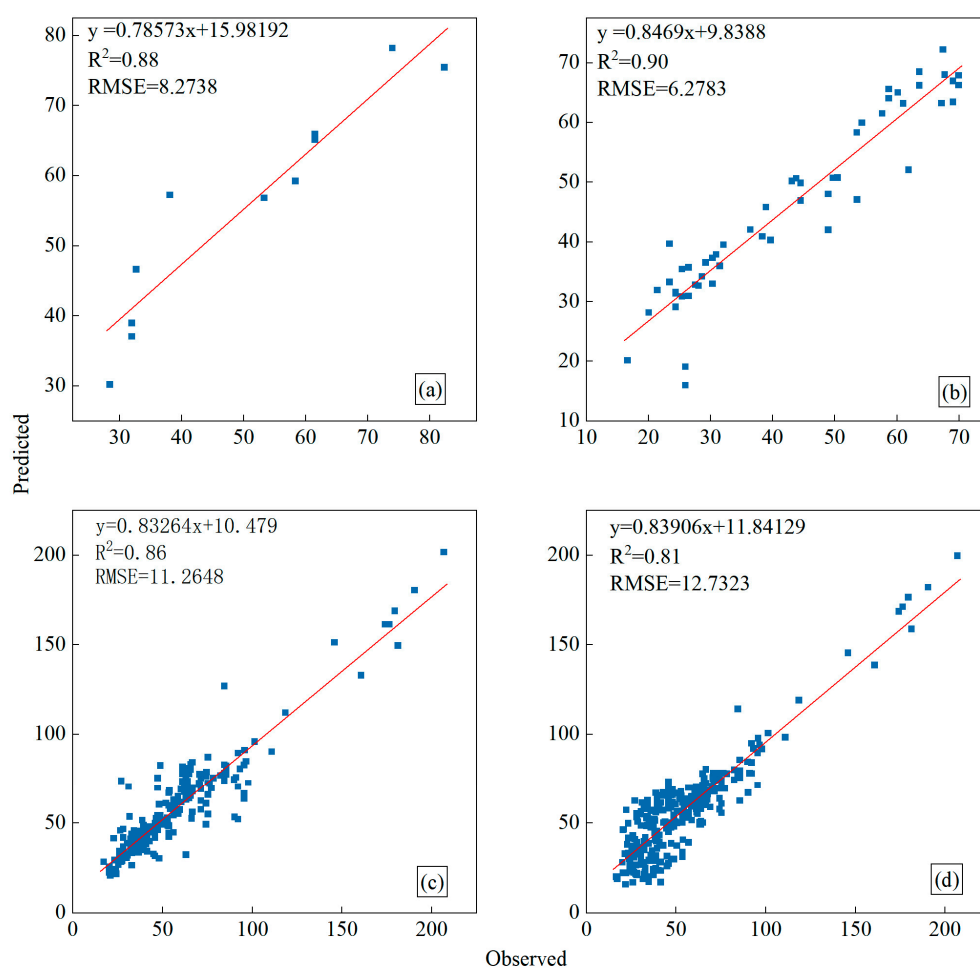 y =0.78573x+15.98192
R²=0.88
RMSE=8.2738
80
70
60
50
40
30
30 40 50 60 70 80
(a)
y =0.8469x+9.8388
R²=0.90
RMSE=6.2783
70
60
50
40
30
20
10
10 20 30 40 50 60 70
(b)
Predicted
y=0.83264x+10.479
R²=0.86
RMSE=11.2648
200
150
100
50
0
0 50 100 150 200
(c)
y=0.83906x+11.84129
R²=0.81
RMSE=12.7323
200
150
100
50
0
0 50 100 150 200
(d)
Observed